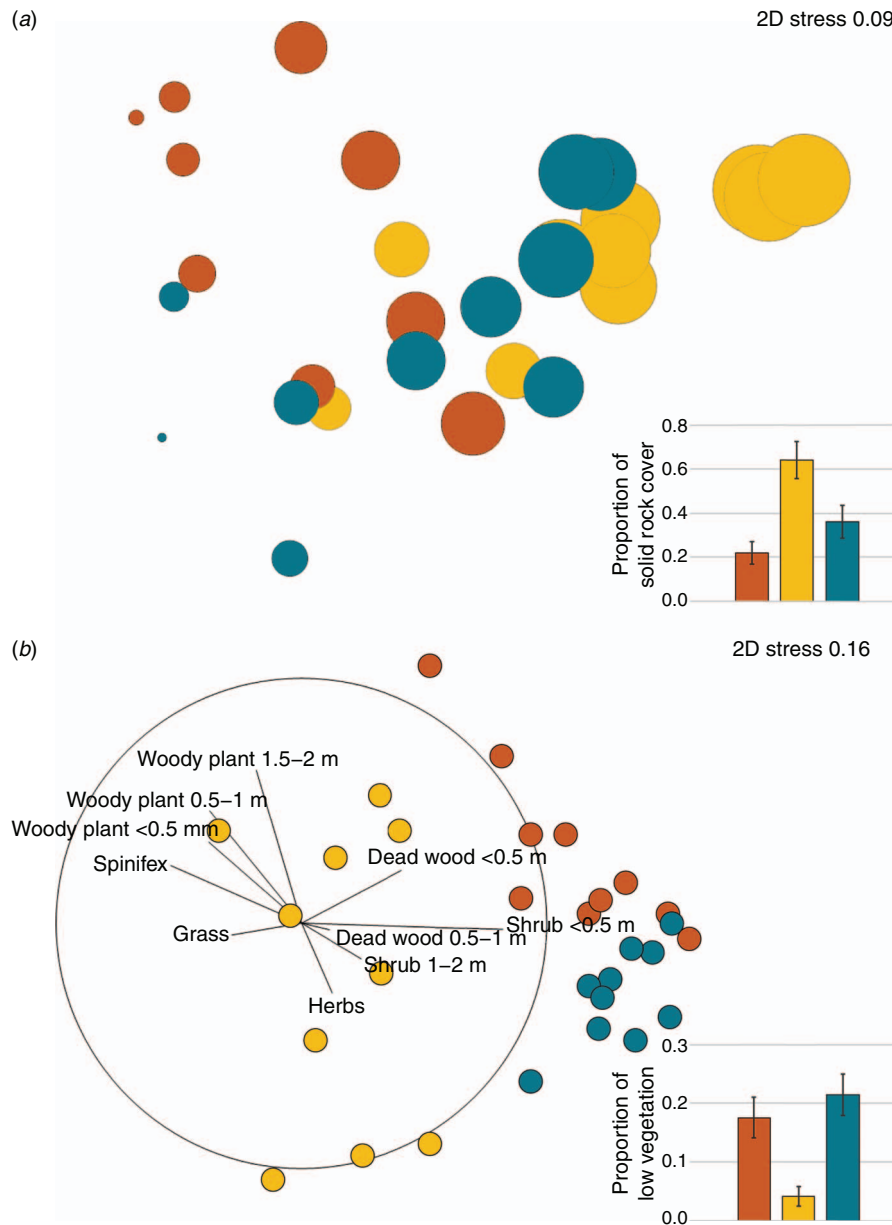 (a)
2D stress 0.09
Proportion of
solid rock cover
0.8
0.6
0.4
0.2
0.0
(b)
2D stress 0.16
Woody plant 1.5–2 m
Woody plant 0.5–1 m
Woody plant <0.5 mm
Spinifex
Dead wood <0.5 m
Grass
Shrub <0.5 m
Dead wood 0.5–1 m
Shrub 1–2 m
Herbs
Proportion of
low vegetation
0.3
0.2
0.1
0.0